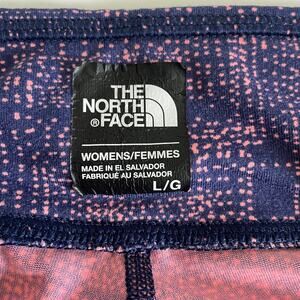 THE
NORTH
®FACE
WOMENS/FEMMES
MADE IN EL SALVADOR
FABRIQUÉ AU SALVADOR
L/G